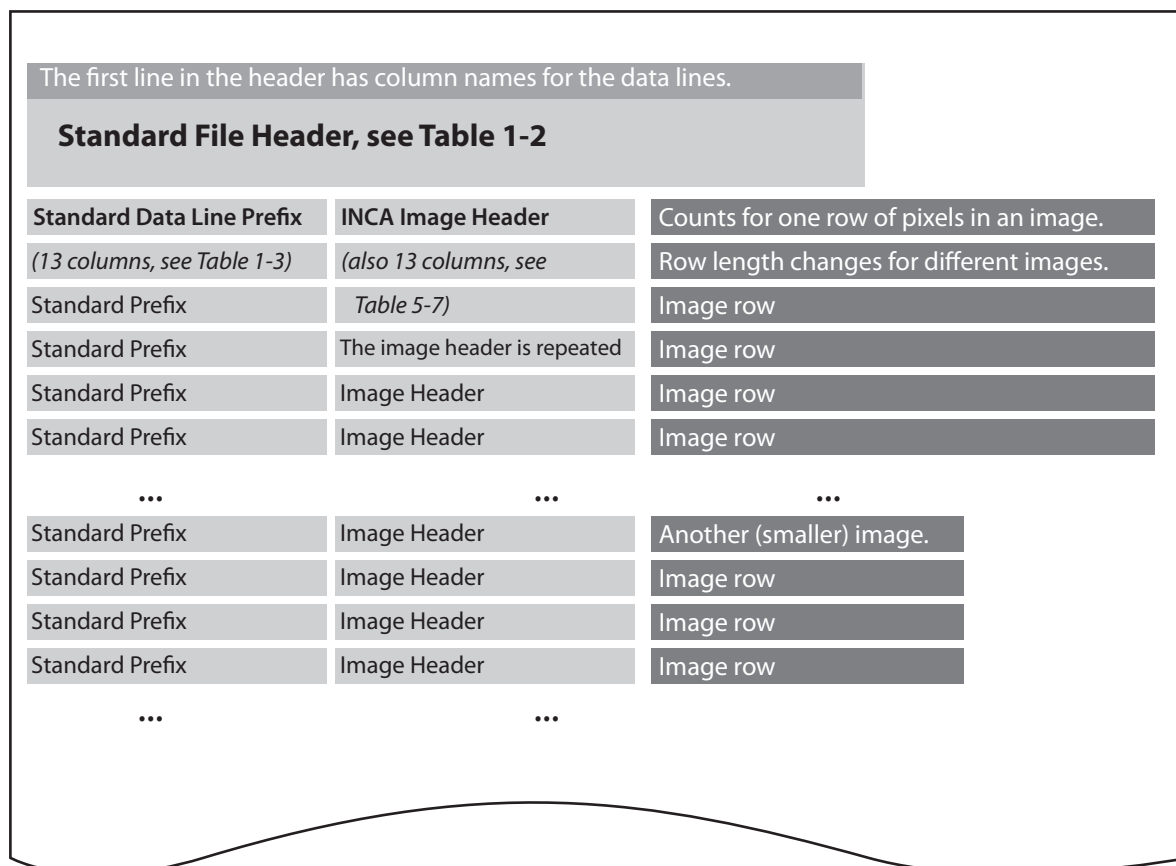 The first line in the header has column names for the data lines.
Standard File Header, see Table 1-2
Standard Data Line Prefix INCA Image Header Counts for one row of pixels in an image.
(13 columns, see Table 1-3) (also 13 columns, see Row length changes for different images.
Standard Prefix Table 5-7) Image row
Standard Prefix The image header is repeated Image row
Standard Prefix Image Header Image row
Standard Prefix Image Header Image row
... ... ...
Standard Prefix Image Header Another (smaller) image.
Standard Prefix Image Header Image row
Standard Prefix Image Header Image row
Standard Prefix Image Header Image row
... ...